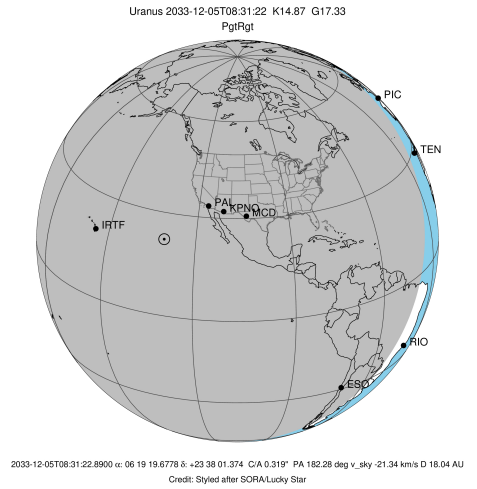 Uranus 2033-12-05T08:31:22 K14.87 G17.33
PgtRgt
PIC
TEN
PAL
KPNO
MCD
IRTF
RIO
ESO
2033-12-05T08:31:22.8900 α: 06 19 19.6778 δ: +23 38 01.374 C/A 0.319" PA 182.28 deg v_sky -21.34 km/s D 18.04 AU
Credit: Styled after SORA/Lucky Star